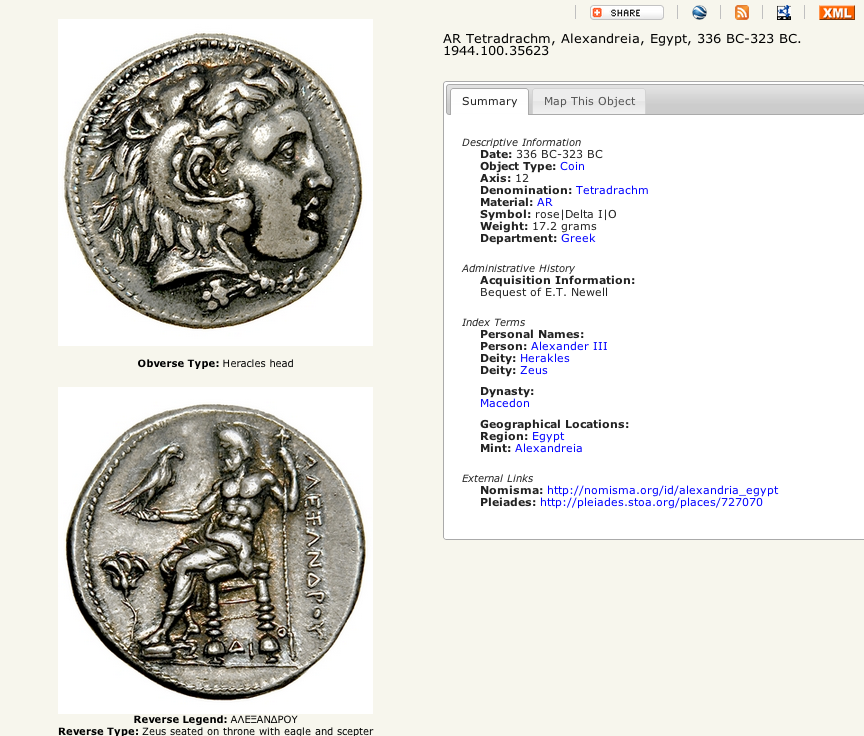 SHARE
XML
AR Tetradrachm, Alexandreia, Egypt, 336 BC-323 BC.
1944.100.35623
Summary
Map This Object
Descriptive Information
Date: 336 BC-323 BC
Object Type: Coin
Axis: 12
Denomination: Tetradrachm
Material: AR
Symbol: rose|Delta I|O
Weight: 17.2 grams
Department: Greek
Administrative History
Acquisition Information:
Bequest of E.T. Newell
Index Terms
Personal Names:
Person: Alexander III
Deity: Herakles
Deity: Zeus
Dynasty:
Macedon
Geographical Locations:
Region: Egypt
Mint: Alexandreia
External Links
Nomisma: http://nomisma.org/id/alexandria_egypt
Pleiades: http://pleiades.stoa.org/places/727070
Obverse Type: Heracles head
ΑΛΕΞΑΝΔΡΟΥ
ΔΙ
Ο
Reverse Legend: ΑΛΕΞΑΝΔΡΟΥ
Reverse Type: Zeus seated on throne with eagle and scepter